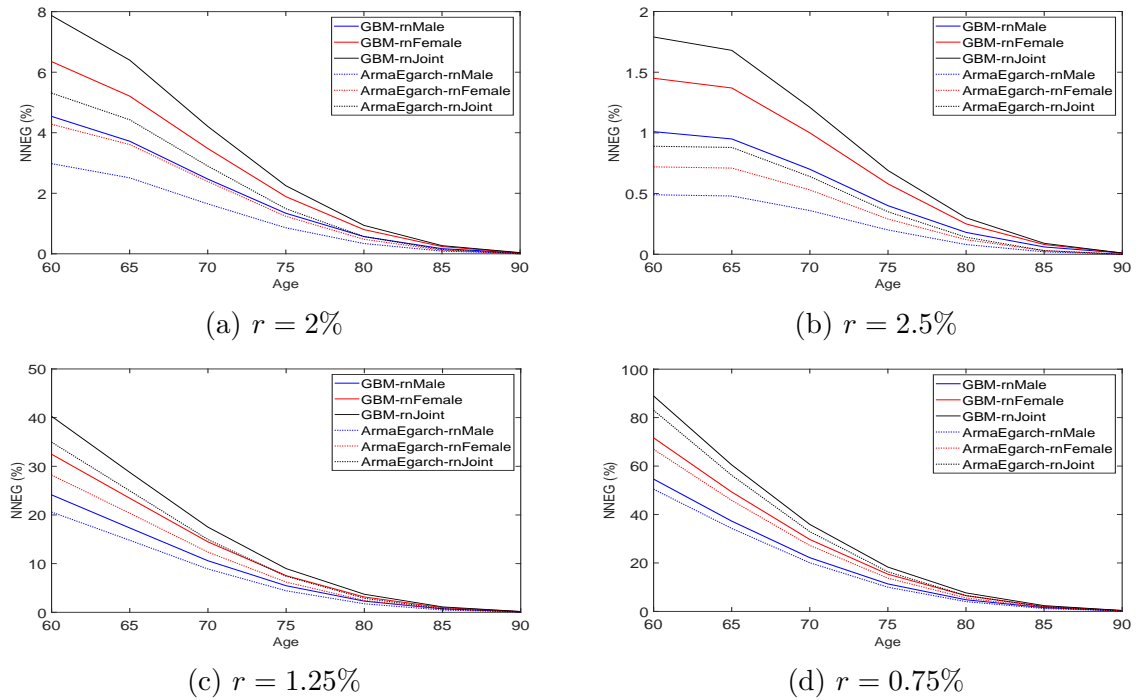 8
6
4
2
0
NNEG (%)
60 65 70 75 80 85 90
Age
GBM-rnMale
GBM-rnFemale
GBM-rnJoint
ArmaEgarch-rnMale
ArmaEgarch-rnFemale
ArmaEgarch-rnJoint
(a) r = 2%
2
1.5
1
0.5
0
NNEG (%)
60 65 70 75 80 85 90
Age
GBM-rnMale
GBM-rnFemale
GBM-rnJoint
ArmaEgarch-rnMale
ArmaEgarch-rnFemale
ArmaEgarch-rnJoint
(b) r = 2.5%
50
40
30
20
10
0
NNEG (%)
60 65 70 75 80 85 90
Age
GBM-rnMale
GBM-rnFemale
GBM-rnJoint
ArmaEgarch-rnMale
ArmaEgarch-rnFemale
ArmaEgarch-rnJoint
(c) r = 1.25%
100
80
60
40
20
0
NNEG (%)
60 65 70 75 80 85 90
Age
GBM-rnMale
GBM-rnFemale
GBM-rnJoint
ArmaEgarch-rnMale
ArmaEgarch-rnFemale
ArmaEgarch-rnJoint
(d) r = 0.75%